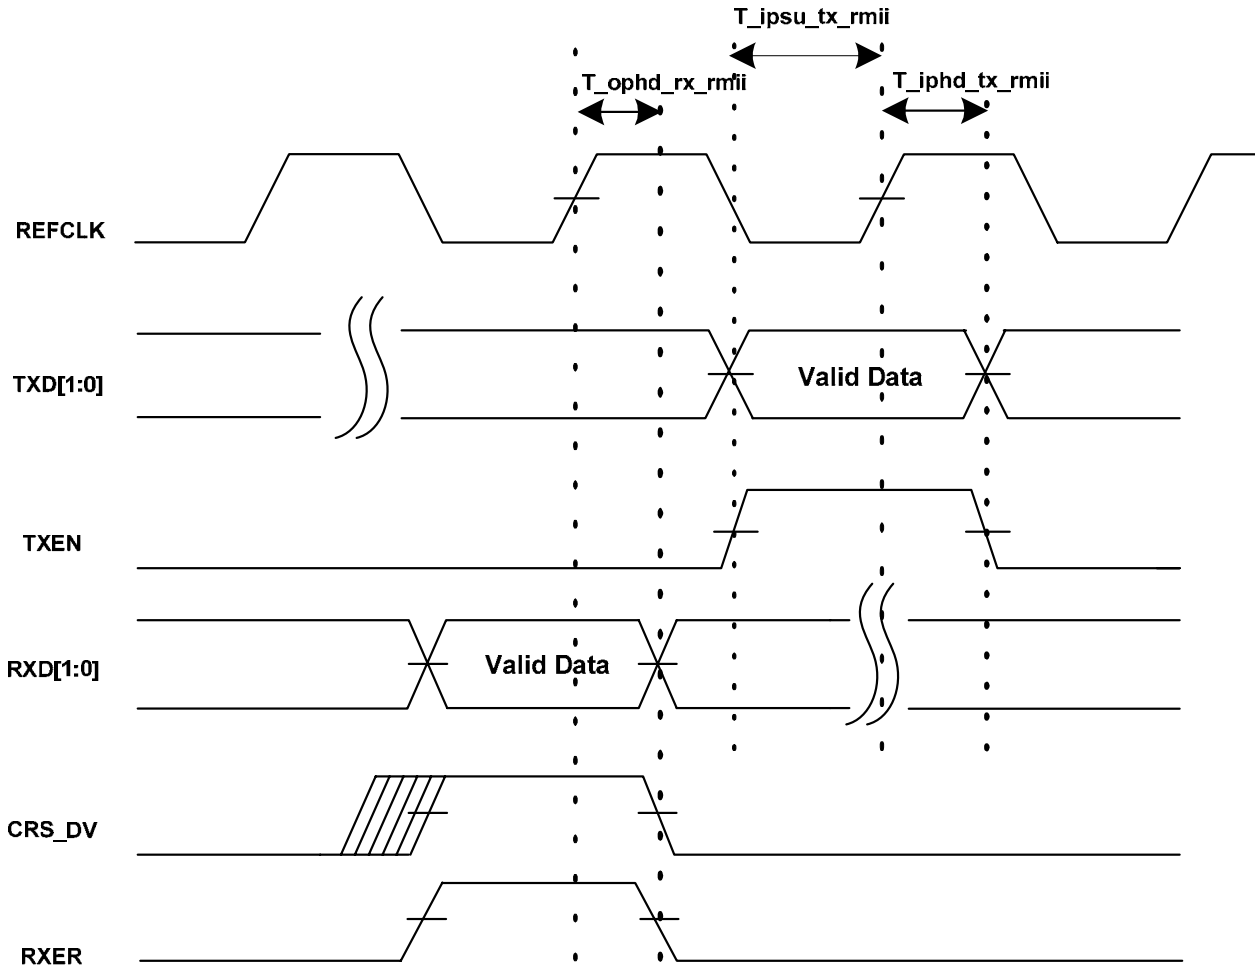 T_ipsu_tx_rmii
T_ophd_rx_rmii
T_iphd_tx_rmii
REFCLK
TXD[1:0]
Valid Data
TXEN
RXD[1:0]
Valid Data
CRS_DV
RXER